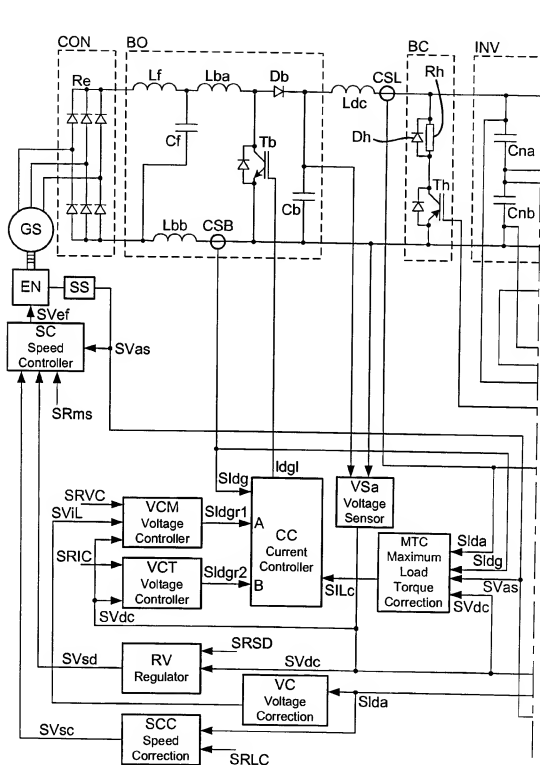 CON
BO
BC
INV
Re
Lf
Lba
Db
CSL
Rh
Ldc
Dh
Cf
Tb
Th
Cna
Cb
Cnb
GS
Lbb
CSB
EN
SS
SVef
SC
Speed
Controller
SVas
SRms
SIdg
IdgI
VSa
Voltage
Sensor
SRVC
SViL
VCM
Voltage
Controller
SIdgr1
A
CC
Current
Controller
MTC
Maximum
Load
Torque
Correction
SIda
SIdg
SVas
SVdc
SRIC
VCT
Voltage
Controller
SIdgr2
B
SILc
SVdc
SRSD
SVsd
RV
Regulator
SVdc
VC
Voltage
Correction
SIda
SVsc
SCC
Speed
Correction
SRLC